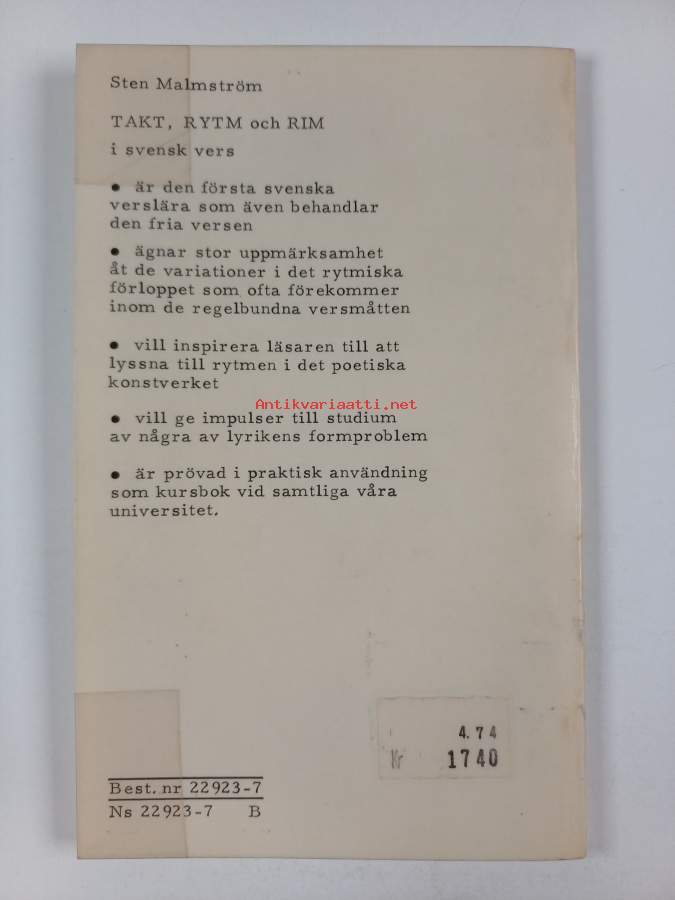 Sten Malmström
TAKT, RYTM och RIM
i svensk vers
• är den första svenska
verslära som även behandlar
den fria versen
• ägnar stor uppmärksamhet
åt de variationer i det rytmiska
förloppet som ofta förekommer
inom de regelbundna versmåtten
• vill inspirera läsaren till att
lyssna till rytmen i det poetiska
konstverket
Antikvariaatti.net
• vill ge impulser till studium
av några av lyrikens formproblem
• är prövad i praktisk användning
som kursbok vid samtliga våra
universitet.
4.74
Nr 1740
Best. nr 22923-7
Ns 22923-7 B